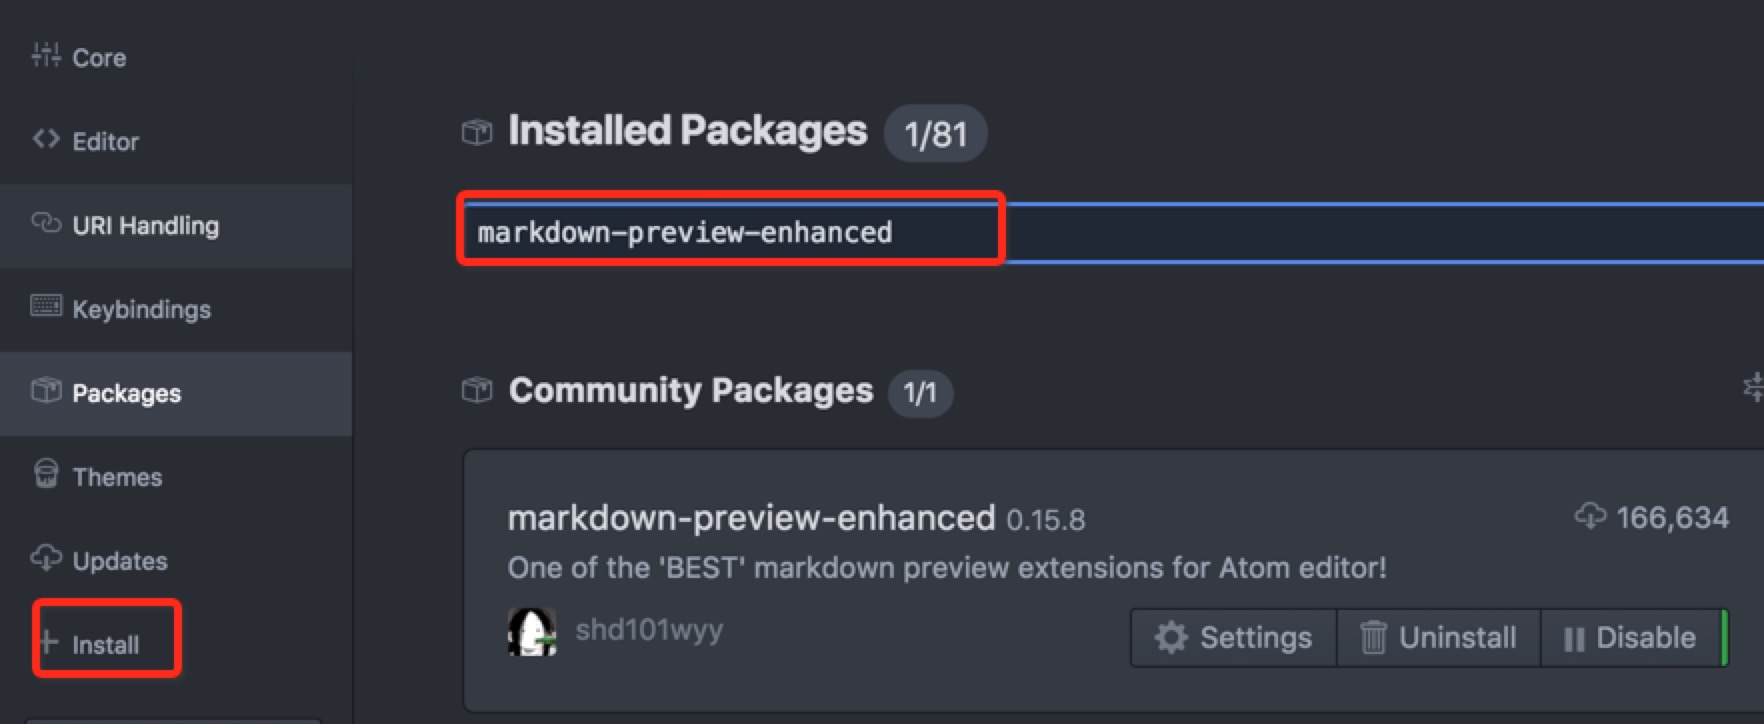 Core
Editor
URI Handling
Keybindings
Packages
Themes
Updates
Install
Installed Packages 1/81
markdown-preview-enhanced
Community Packages 1/1
markdown-preview-enhanced 0.15.8
166,634
One of the 'BEST' markdown preview extensions for Atom editor!
shd101wyy
Settings
Uninstall
Disable